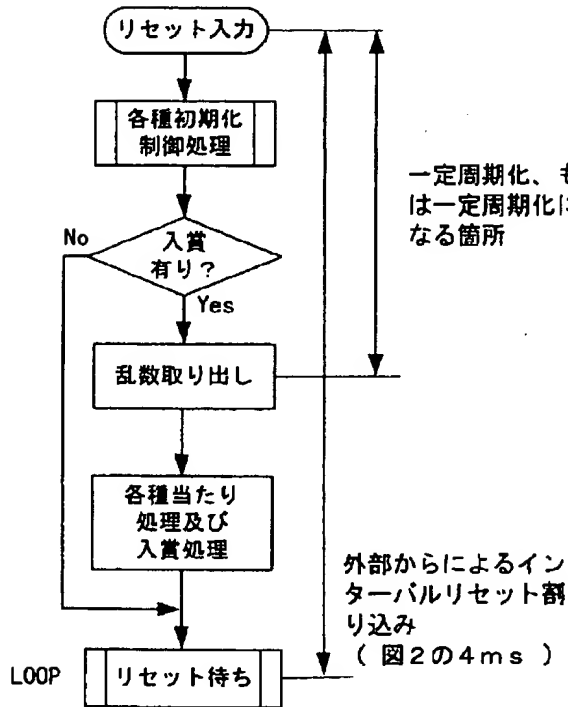 リセット入力
各種初期化
制御処理
一定周期化、
は一定周期化に
なる箇所
No
入賞
有り？
Yes
乱数取り出し
各種当たり
処理及び
入賞処理
外部からによるイン
ターバルリセット割
り込み
( 図2の4ms )
LOOP
リセット待ち